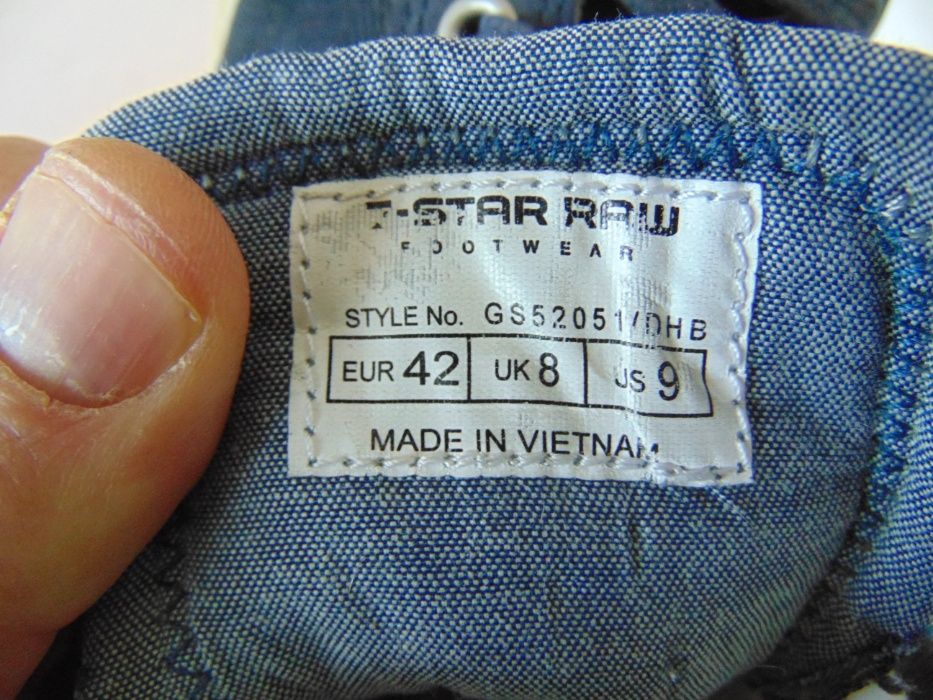 G-STAR RAW
FOOTWEAR
STYLE No. GS52051/DHB
EUR 42 UK 8 US 9
MADE IN VIETNAM